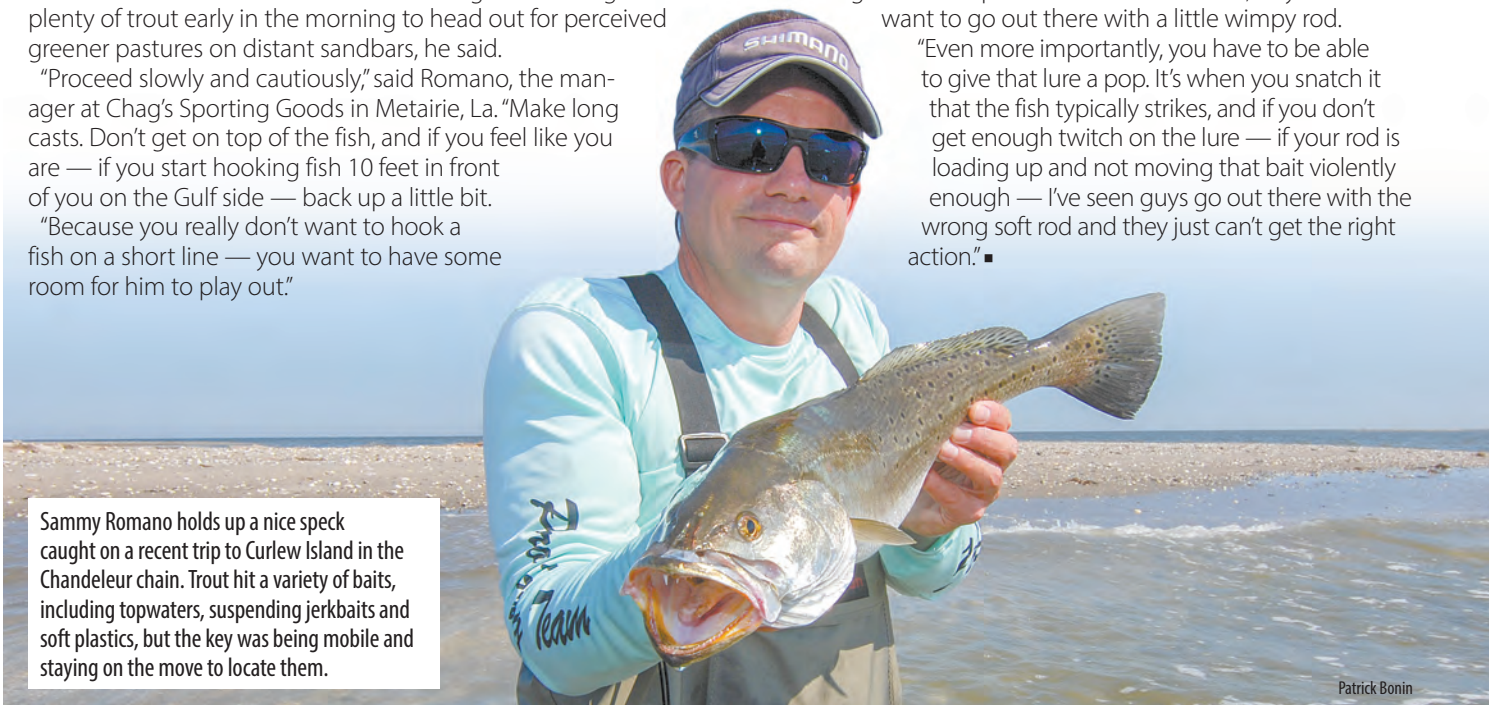 plenty of trout early in the morning to head out for perceived
greener pastures on distant sandbars, he said.
"Proceed slowly and cautiously," said Romano, the man-
ager at Chag's Sporting Goods in Metairie, La. "Make long
casts. Don't get on top of the fish, and if you feel like you
are — if you start hooking fish 10 feet in front
of you on the Gulf side — back up a little bit.
"Because you really don't want to hook a
fish on a short line — you want to have some
room for him to play out."
want to go out there with a little wimpy rod.
"Even more importantly, you have to be able
to give that lure a pop. It's when you snatch it
that the fish typically strikes, and if you don't
get enough twitch on the lure — if your rod is
loading up and not moving that bait violently
enough — I've seen guys go out there with the
wrong soft rod and they just can't get the right
action." ■
SHIMANO
Team
Sammy Romano holds up a nice speck
caught on a recent trip to Curlew Island in the
Chandeleur chain. Trout hit a variety of baits,
including topwaters, suspending jerkbaits and
soft plastics, but the key was being mobile and
staying on the move to locate them.
Patrick Bonin